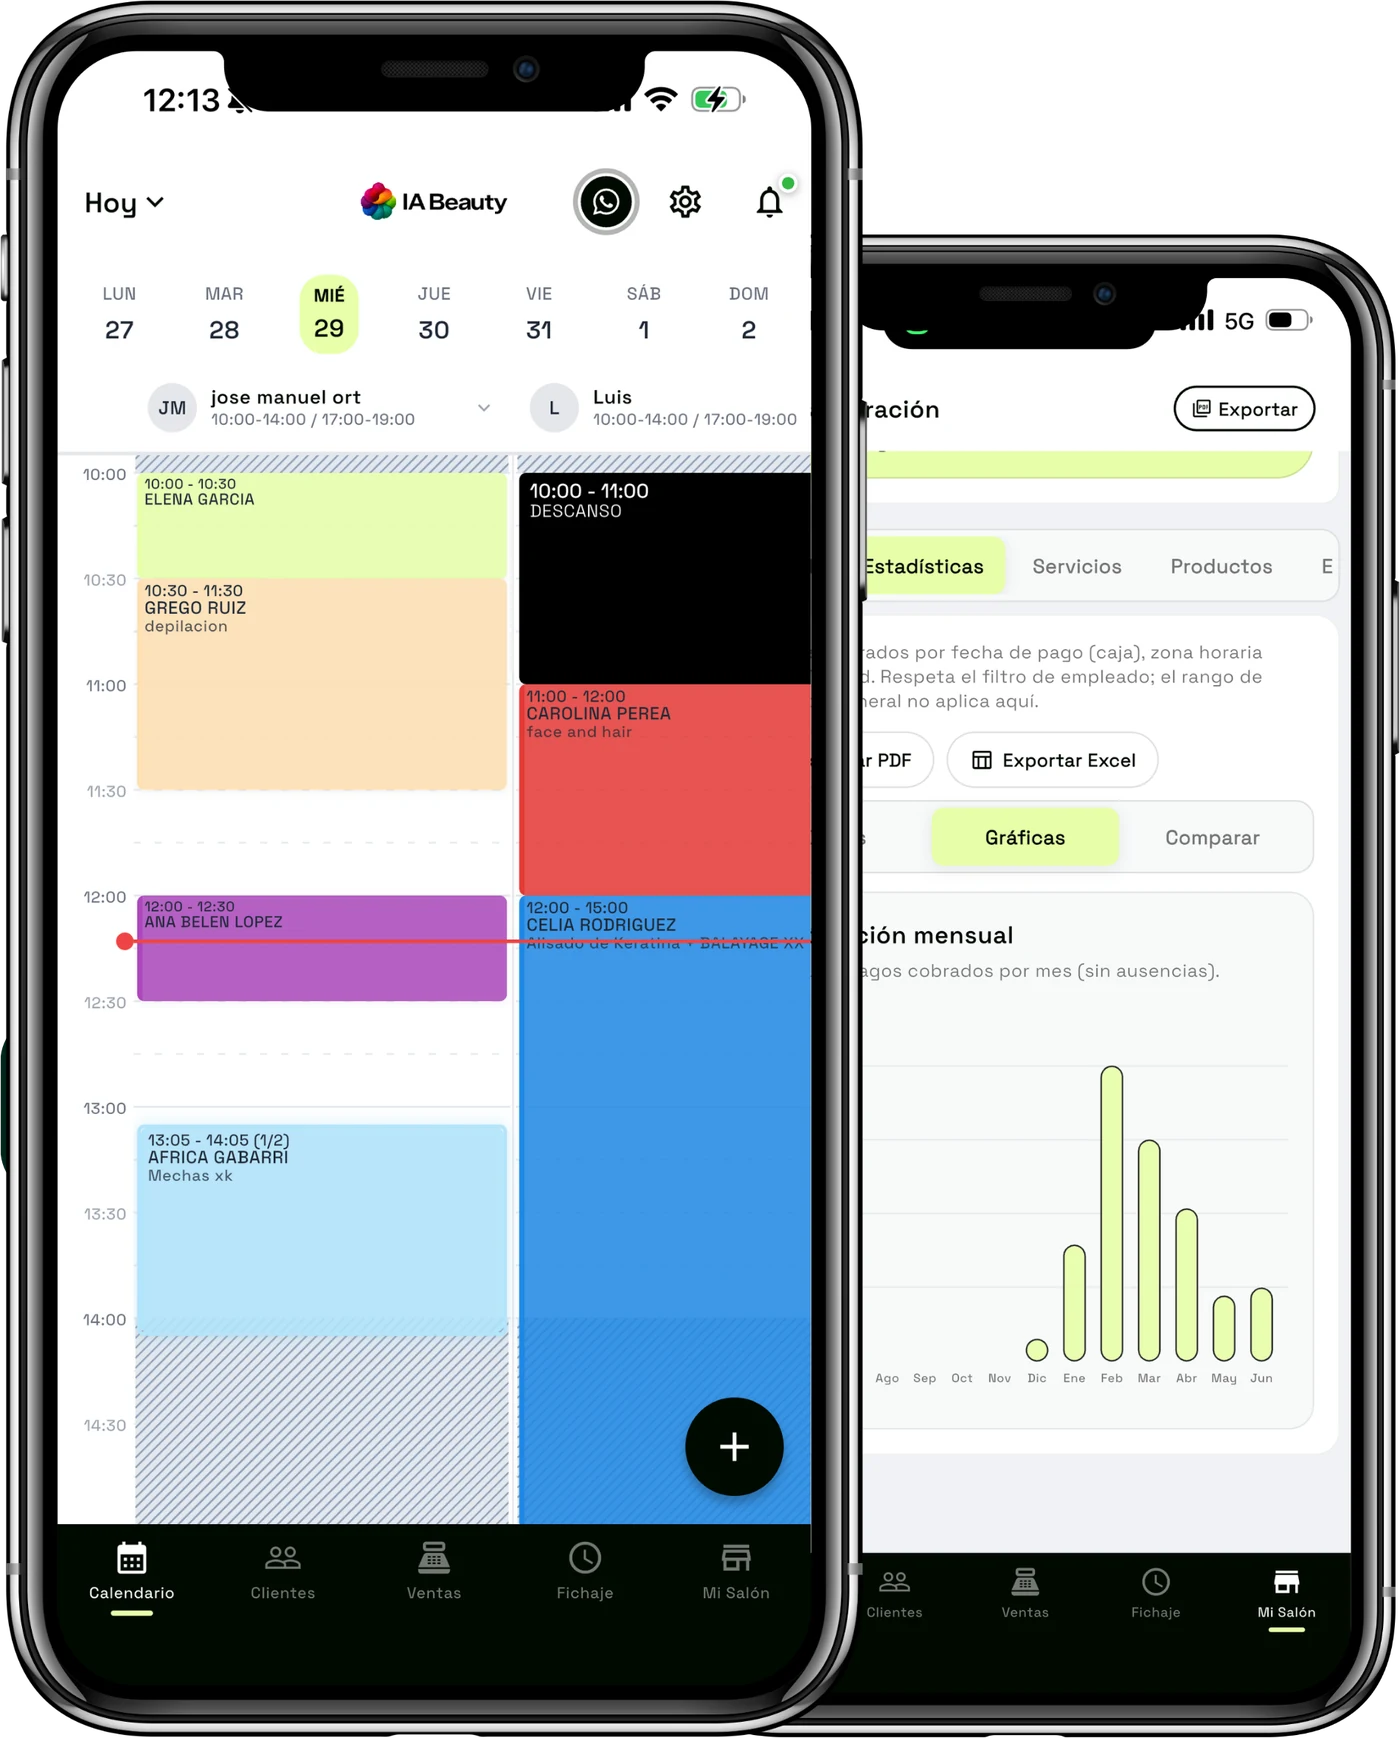 12:13
Hoy
IA Beauty
LUN MAR MIÉ JUE VIE SÁB DOM
27 28 29 30 31 1 2
JM jose manuel ort
10:00-14:00 / 17:00-19:00
L Luis
10:00-14:00 / 17:00-19:00
10:00
10:30
11:00
11:30
12:00
12:30
13:00
13:30
14:00
14:30
10:00 - 10:30
ELENA GARCIA
10:30 - 11:30
GREGO RUIZ
depilacion
12:00 - 12:30
ANA BELEN LOPEZ
13:05 - 14:05 (1/2)
AFRICA GABARRI
Mechas xk
10:00 - 11:00
DESCANSO
11:00 - 12:00
CAROLINA PEREA
face and hair
12:00 - 15:00
CELIA RODRIGUEZ
Alisado de Keratina + BALAYAGE XX
Calendario Clientes Ventas Fichaje Mi Salón
5G
ración
PDF Exportar
Estadísticas Servicios Productos E
rados por fecha de pago (caja), zona horaria
d. Respeta el filtro de empleado; el rango de
neral no aplica aquí.
ar PDF Exportar Excel
s Gráficas Comparar
ción mensual
agos cobrados por mes (sin ausencias).
Ago Sep Oct Nov Dic Ene Feb Mar Abr May Jun
Clientes Ventas Fichaje Mi Salón